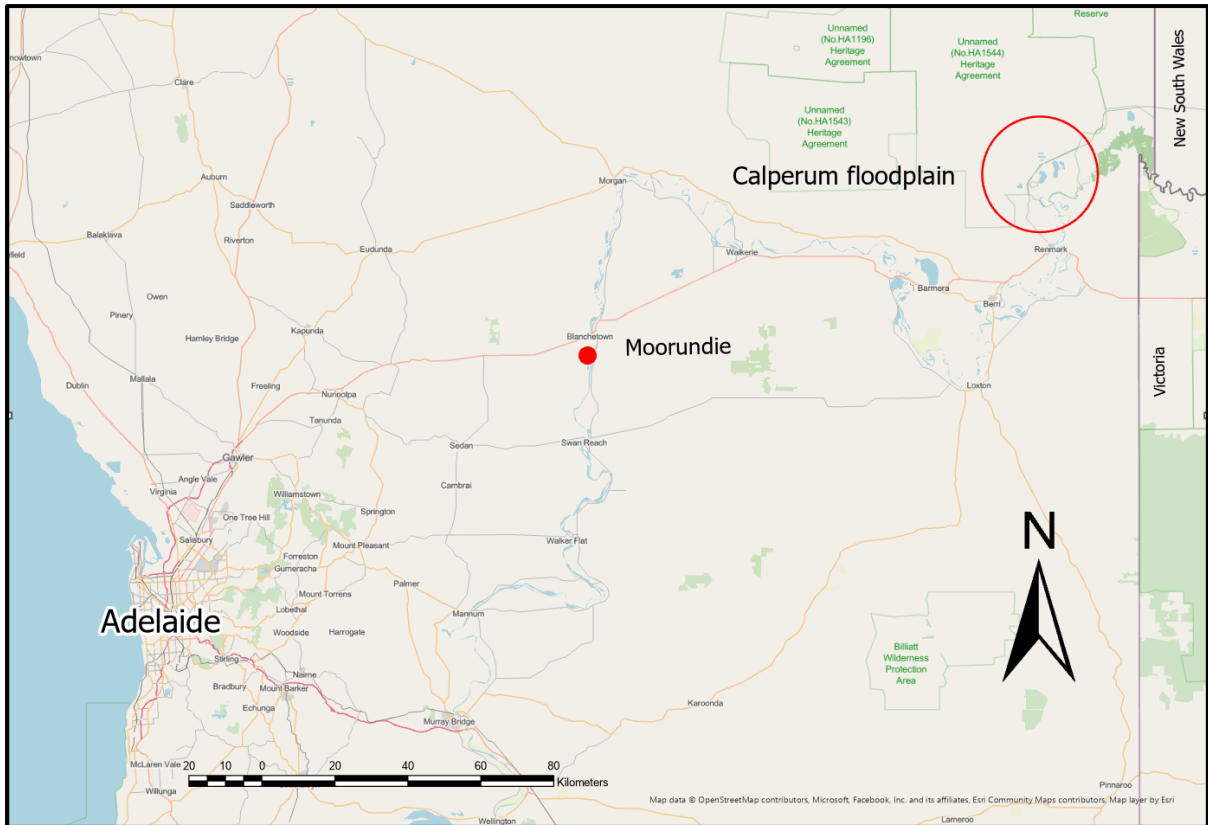 Reserve
Unnamed
(No.HA1196)
Heritage
Agreement
Unnamed
(No.HA1544)
Heritage
Agreement
New South Wales
Clare
Unnamed
(No.HA1543)
Heritage
Agreement
Calperum floodplain
Auburn
Morgan
Saddleworth
Balaklava
Riverton
Eudunda
Waikerie
Renmark
Barmera
Berri
Owen
Pinery
Hamley Bridge
Kapunda
Blanchetown
Moorundie
Victoria
Dublin
Mallala
Freeling
Nuriootpa
Loxton
Tanunda
Sedan
Swan Reach
Gawler
Angle Vale
Virginia
Williamstown
Cambrai
One Tree Hill
Springton
N
Salisbury
Mount Pleasant
Walker Flat
Forreston
Gumeracha
Palmer
Mount Torrens
Lobethal
Mannum
Adelaide
Woodside
Harrogate
Stirling
Billiatt
Wilderness
Protection
Area
Nairne
Bradbury
Mount Barker
Karoonda
Echunga
Murray Bridge
McLaren Vale
20 10 0 20 40 60 80
Kilometers
Willunga
Pinnaroo
Map data © OpenStreetMap contributors, Microsoft, Facebook, Inc. and its affiliates, Esri Community Maps contributors, Map layer by Esri
Wellington
Lameroo